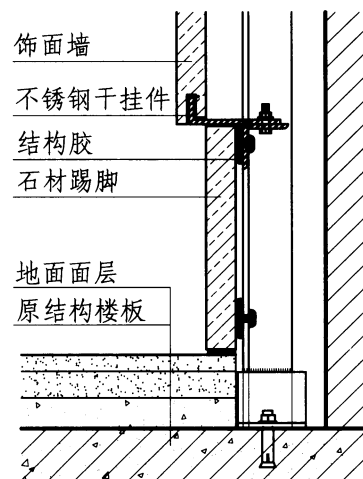 饰面墙
不锈钢干挂件
结构胶
石材踢脚
地面面层
原结构楼板